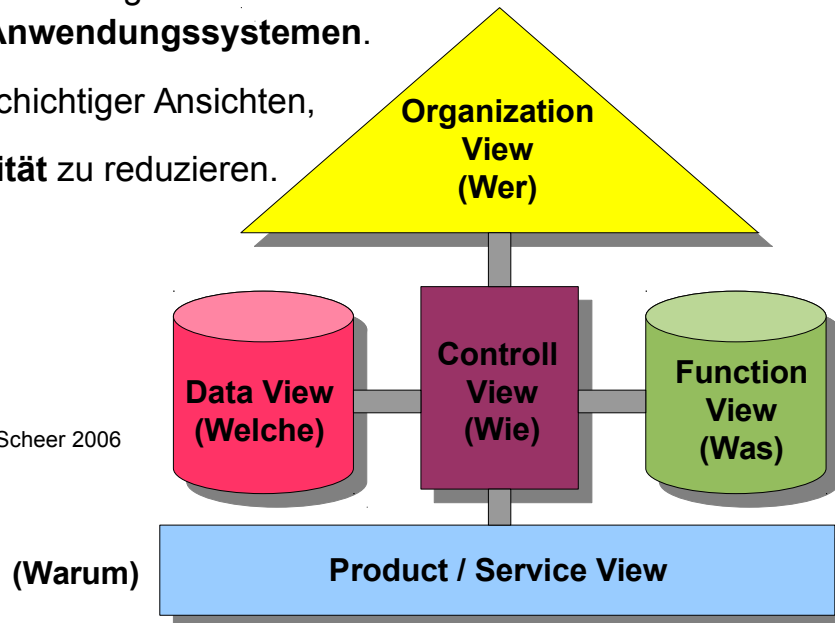 Anwendungssystemen.
chichtiger Ansichten,
ität zu reduzieren.
Organization
View
(Wer)
Data View
(Welche)
Controll
View
(Wie)
Function
View
(Was)
Scheer 2006
(Warum)
Product / Service View